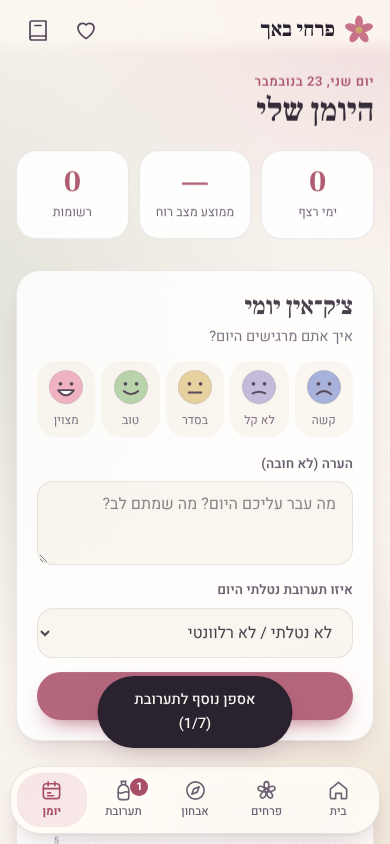 פרחי באך
יום שני, 23 בנובמבר
היומן שלי
0
ימי רצף
—
ממוצע מצב רוח
0
רשומות
צ׳ק־אין יומי
איך אתם מרגישים היום?
קשה
לא קל
בסדר
טוב
מצוין
הערה (לא חובה)
מה עבר עליכם היום? מה שמתם לב?
איזו תערובת נטלתי היום
לא נטלתי / לא רלוונטי
אספן נוסף לתערובת
(1/7)
בית
פרחים
אבחון
1
תערובת
יומן
5